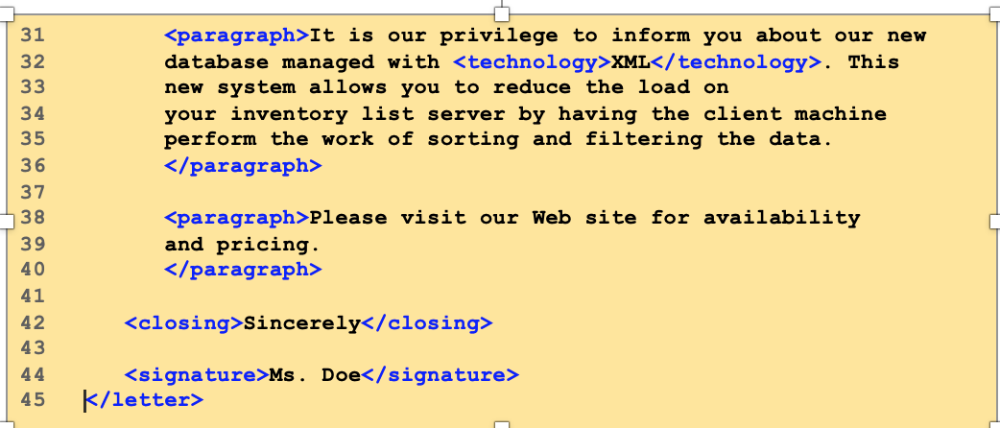 31 <paragraph>It is our privilege to inform you about our new
32 database managed with <technology>XML</technology>. This
33 new system allows you to reduce the load on
34 your inventory list server by having the client machine
35 perform the work of sorting and filtering the data.
36 </paragraph>
37
38 <paragraph>Please visit our Web site for availability
39 and pricing.
40 </paragraph>
41
42 <closing>Sincerely</closing>
43
44 <signature>Ms. Doe</signature>
45 </letter>